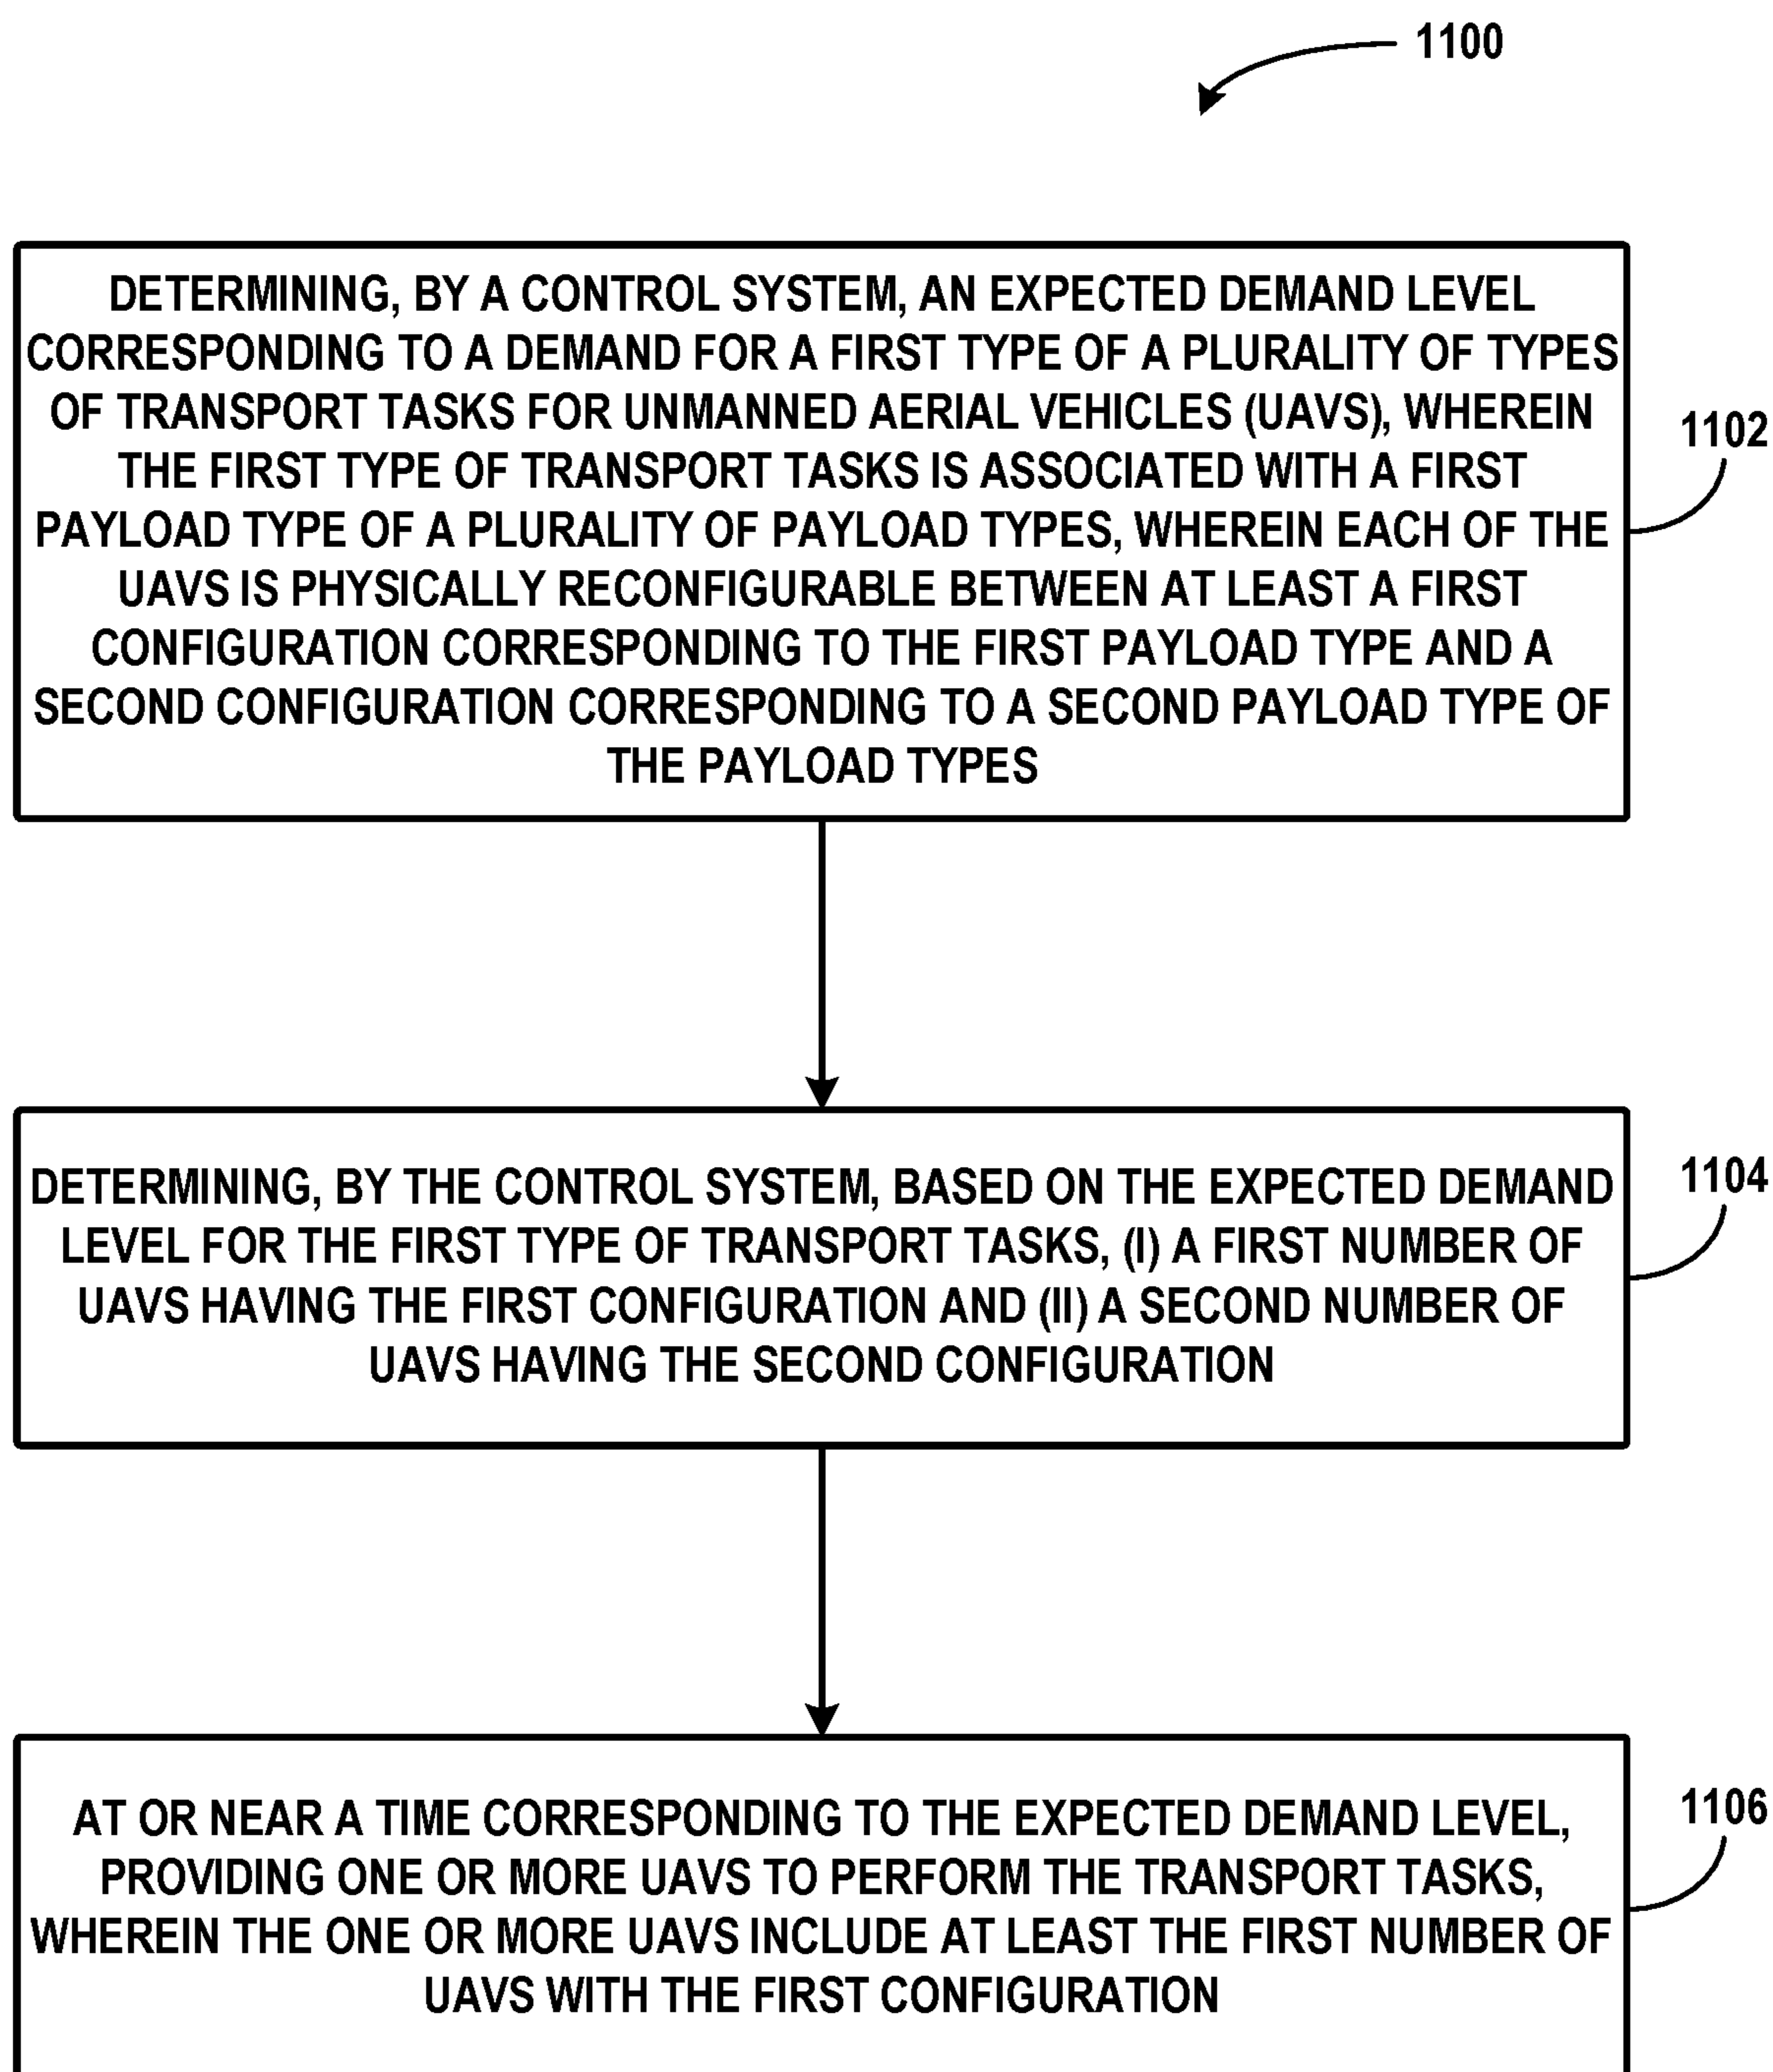 1100
DETERMINING, BY A CONTROL SYSTEM, AN EXPECTED DEMAND LEVEL
CORRESPONDING TO A DEMAND FOR A FIRST TYPE OF A PLURALITY OF TYPES
OF TRANSPORT TASKS FOR UNMANNED AERIAL VEHICLES (UAVS), WHEREIN
THE FIRST TYPE OF TRANSPORT TASKS IS ASSOCIATED WITH A FIRST
PAYLOAD TYPE OF A PLURALITY OF PAYLOAD TYPES, WHEREIN EACH OF THE
UAVS IS PHYSICALLY RECONFIGURABLE BETWEEN AT LEAST A FIRST
CONFIGURATION CORRESPONDING TO THE FIRST PAYLOAD TYPE AND A
SECOND CONFIGURATION CORRESPONDING TO A SECOND PAYLOAD TYPE OF
THE PAYLOAD TYPES
1102
DETERMINING, BY THE CONTROL SYSTEM, BASED ON THE EXPECTED DEMAND
LEVEL FOR THE FIRST TYPE OF TRANSPORT TASKS, (I) A FIRST NUMBER OF
UAVS HAVING THE FIRST CONFIGURATION AND (II) A SECOND NUMBER OF
UAVS HAVING THE SECOND CONFIGURATION
1104
AT OR NEAR A TIME CORRESPONDING TO THE EXPECTED DEMAND LEVEL,
PROVIDING ONE OR MORE UAVS TO PERFORM THE TRANSPORT TASKS,
WHEREIN THE ONE OR MORE UAVS INCLUDE AT LEAST THE FIRST NUMBER OF
UAVS WITH THE FIRST CONFIGURATION
1106